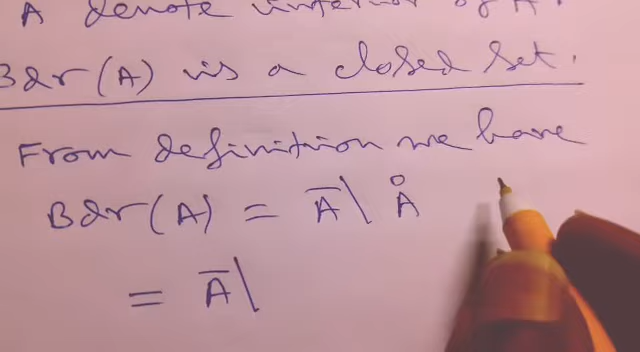 A denote interior of A.
Bdr(A) is a closed set.
From definition we have
Bdr(A) = A̅ \ Å
= A̅ \